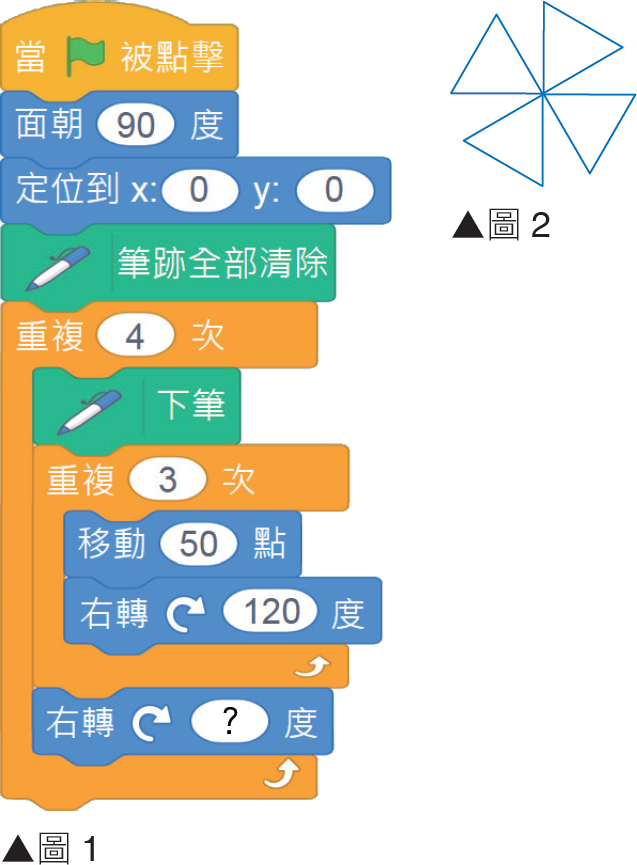 當 被點擊
面朝 90 度
定位到 x: 0 y: 0
筆跡全部清除
重複 4 次
下筆
重複 3 次
移動 50 點
右轉 120 度
右轉 ? 度
▲圖 1
▲圖 2